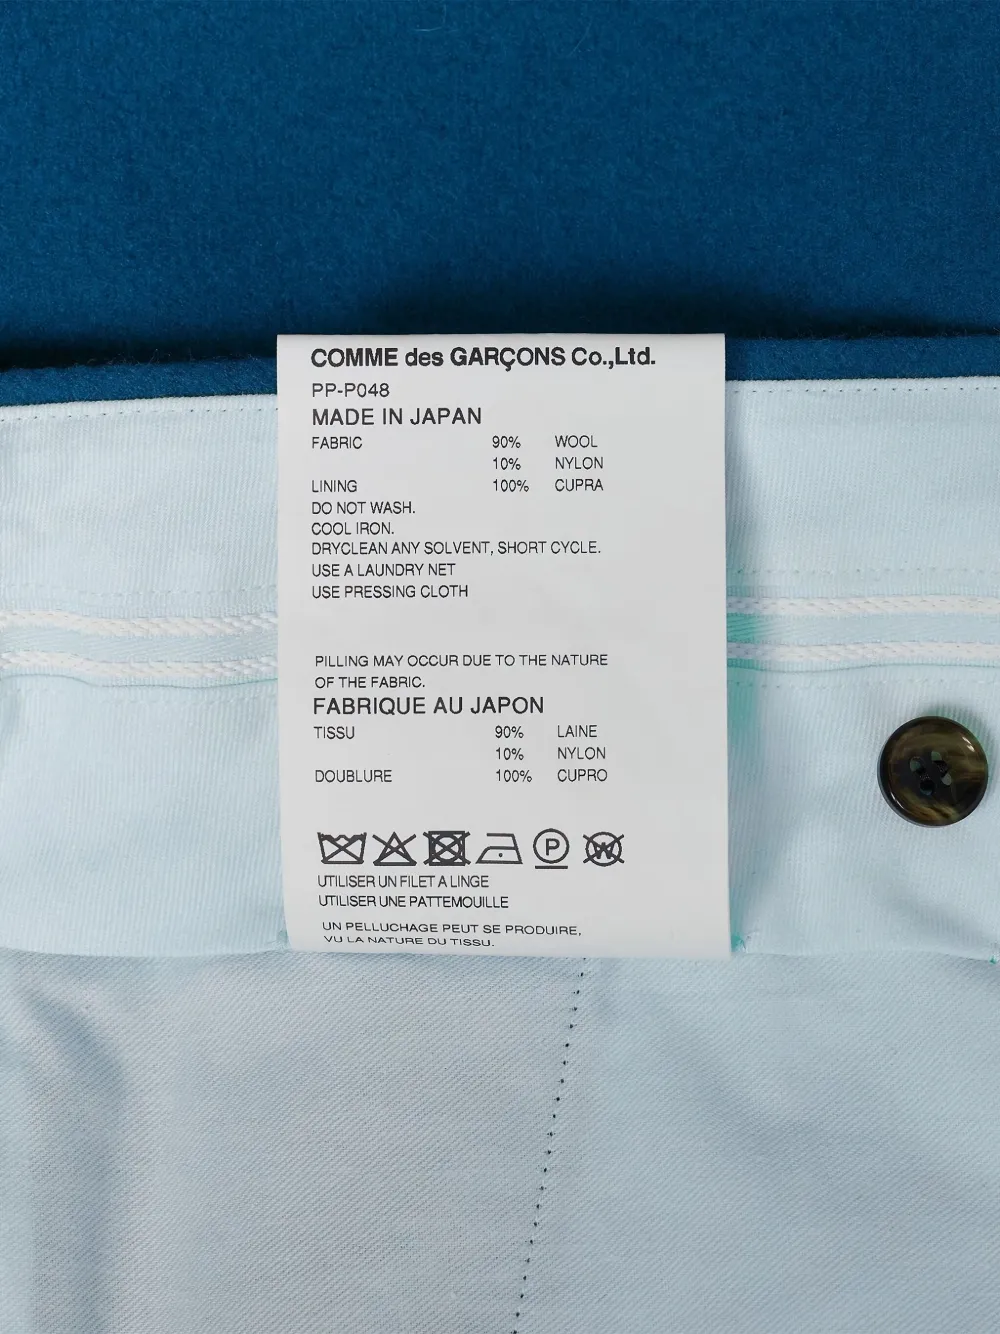 COMME des GARÇONS Co.,Ltd.
PP-P048
MADE IN JAPAN
FABRIC 90% WOOL
10% NYLON
LINING 100% CUPRA
DO NOT WASH.
COOL IRON.
DRYCLEAN ANY SOLVENT, SHORT CYCLE.
USE A LAUNDRY NET
USE PRESSING CLOTH
PILLING MAY OCCUR DUE TO THE NATURE
OF THE FABRIC.
FABRIQUE AU JAPON
TISSU 90% LAINE
10% NYLON
DOUBLURE 100% CUPRO
P W
UTILISER UN FILET A LINGE
UTILISER UNE PATTEMOUILLE
UN PELLUCHAGE PEUT SE PRODUIRE,
VU LA NATURE DU TISSU.